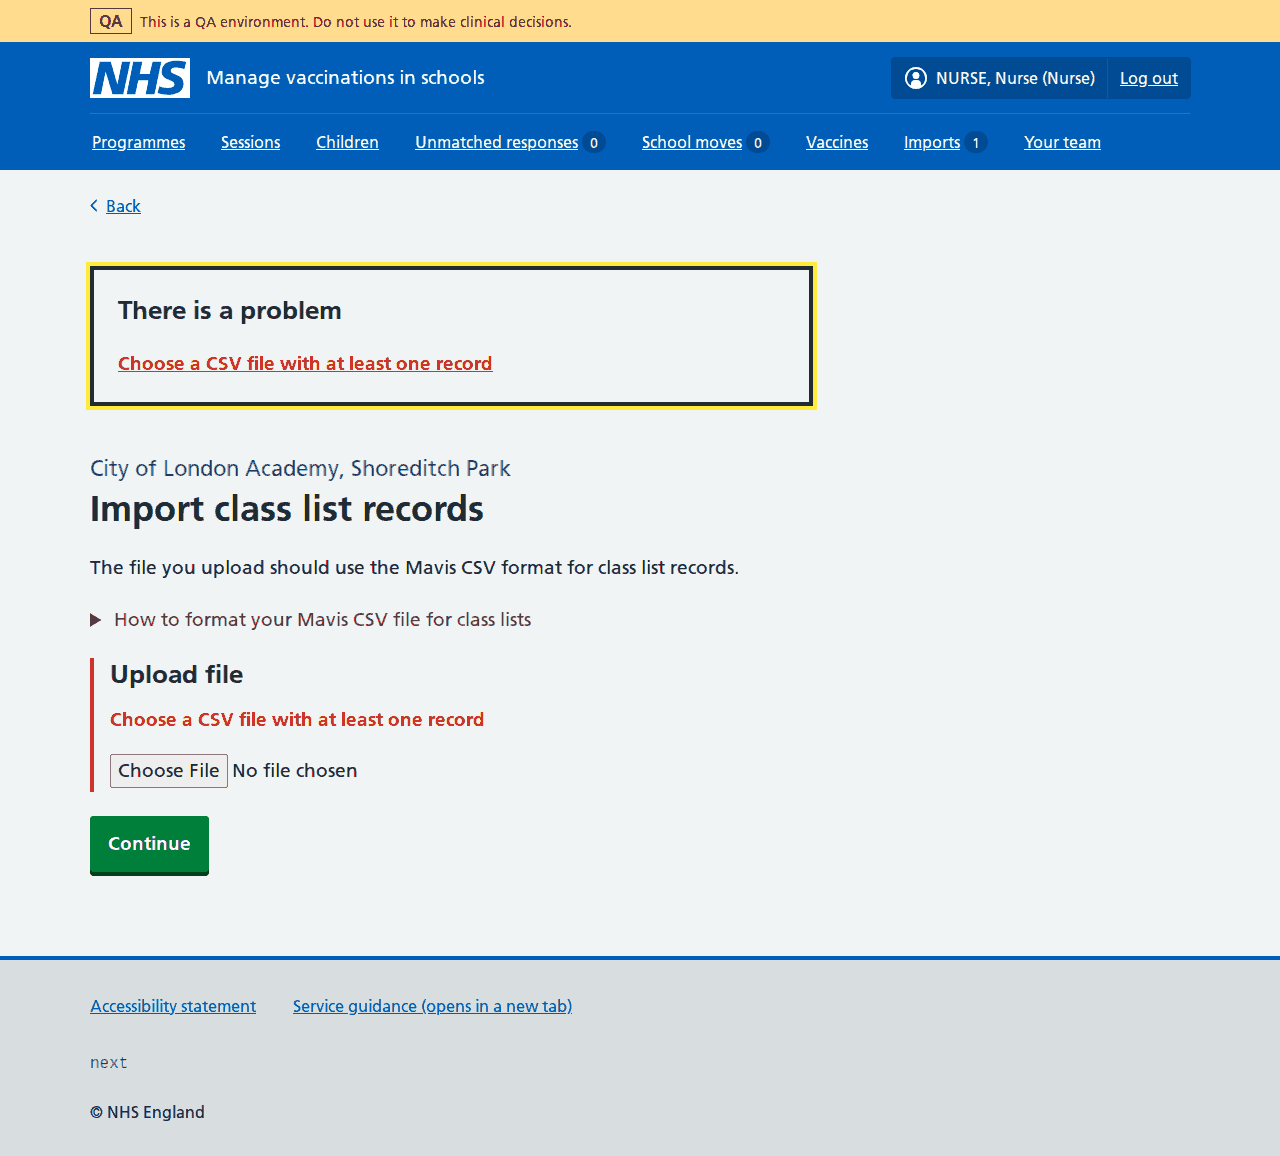 QA This is a QA environment. Do not use it to make clinical decisions.
NHS Manage vaccinations in schools NURSE, Nurse (Nurse) Log out
Programmes Sessions Children Unmatched responses 0 School moves 0 Vaccines Imports 1 Your team
Back
There is a problem
Choose a CSV file with at least one record
City of London Academy, Shoreditch Park
Import class list records
The file you upload should use the Mavis CSV format for class list records.
How to format your Mavis CSV file for class lists
Upload file
Choose a CSV file with at least one record
Choose File No file chosen
Continue
Accessibility statement Service guidance (opens in a new tab)
next
© NHS England